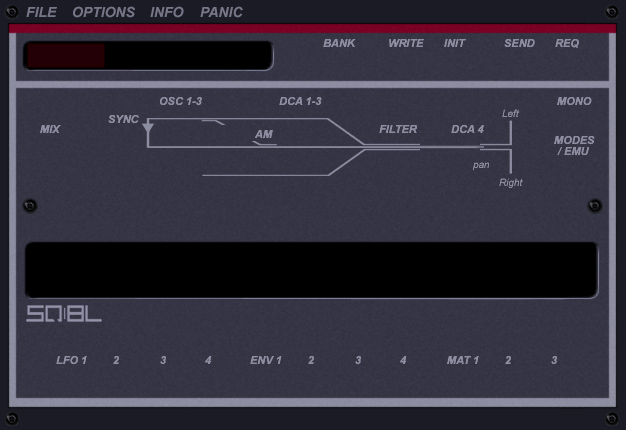 FILE OPTIONS INFO PANIC
BANK WRITE INIT SEND REQ
OSC 1-3 DCA 1-3 MONO
SYNC Left
MIX AM FILTER DCA 4 MODES
/ EMU
pan
Right
SQ8L
LFO 1 2 3 4 ENV 1 2 3 4 MAT 1 2 3